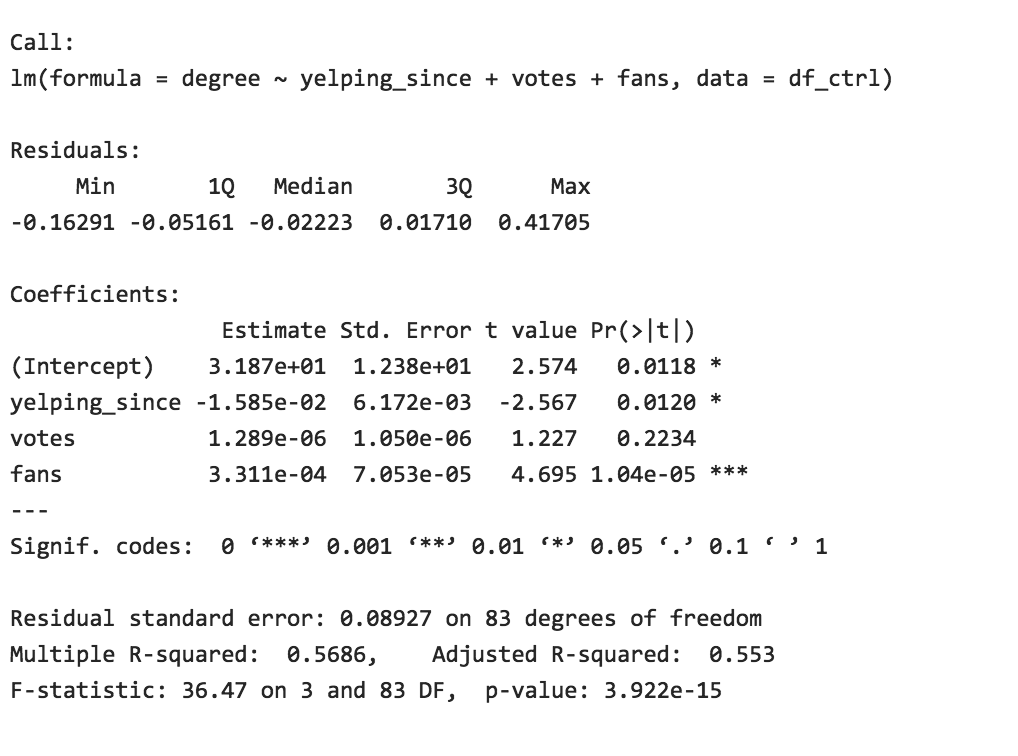 Call:
lm(formula = degree ~ yelping_since + votes + fans, data = df_ctrl)
Residuals:
Min 1Q Median 3Q Max
-0.16291 -0.05161 -0.02223 0.01710 0.41705
Coefficients:
Estimate Std. Error t value Pr(>|t|)
(Intercept) 3.187e+01 1.238e+01 2.574 0.0118 *
yelping_since -1.585e-02 6.172e-03 -2.567 0.0120 *
votes 1.289e-06 1.050e-06 1.227 0.2234
fans 3.311e-04 7.053e-05 4.695 1.04e-05 ***
---
Signif. codes: 0 ‘***’ 0.001 ‘**’ 0.01 ‘*’ 0.05 ‘.’ 0.1 ‘ ’ 1
Residual standard error: 0.08927 on 83 degrees of freedom
Multiple R-squared: 0.5686, Adjusted R-squared: 0.553
F-statistic: 36.47 on 3 and 83 DF, p-value: 3.922e-15